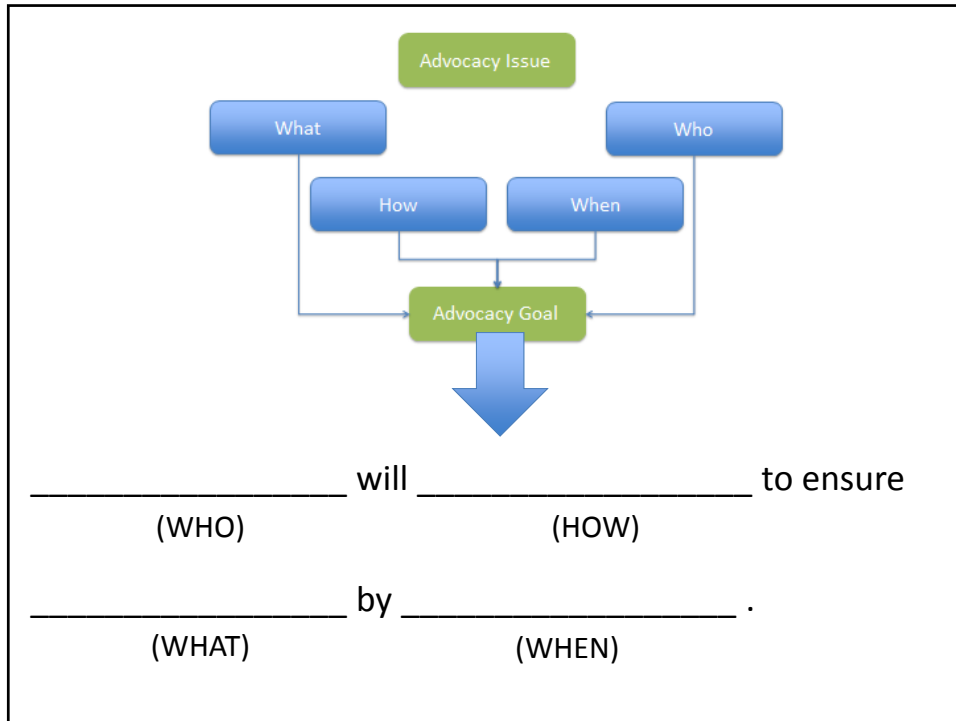 Advocacy Issue
What
Who
How
When
Advocacy Goal
_________________ will __________________ to ensure
(WHO) (HOW)
_________________ by __________________ .
(WHAT) (WHEN)